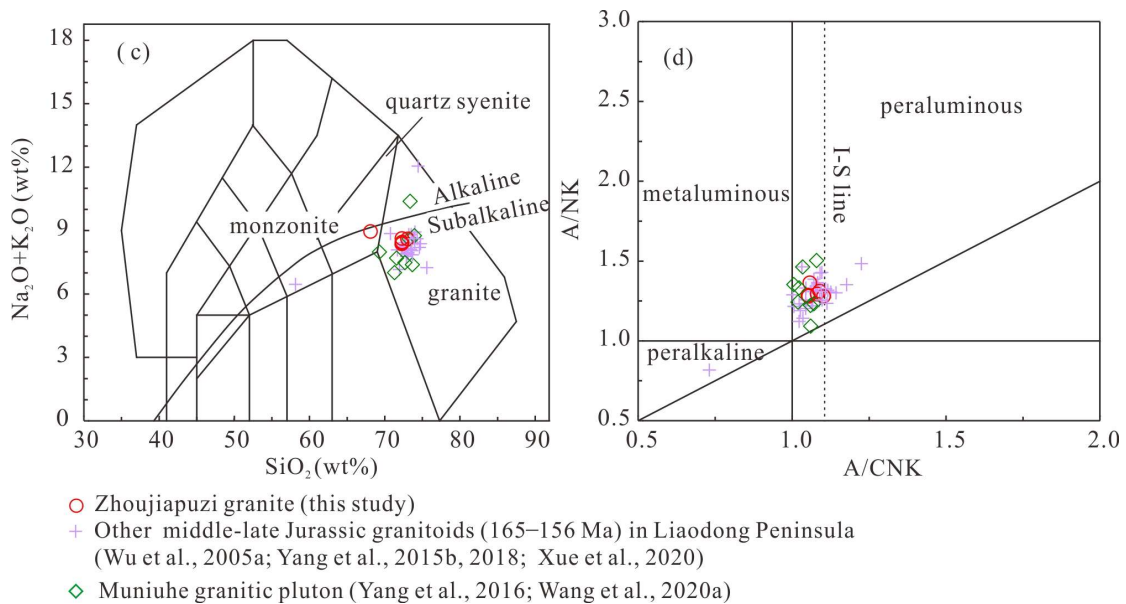 (c)
18
15
12
9
6
3
0
Na₂O+K₂O (wt%)
quartz syenite
Alkaline
Subalkaline
monzonite
granite
30 40 50 60 70 80 90
SiO₂(wt%)
(d)
3.0
2.5
2.0
1.5
1.0
0.5
A/NK
peraluminous
metaluminous
I-S line
peralkaline
0.5 1.0 1.5 2.0
A/CNK
Zhoujiapuzi granite (this study)
Other middle-late Jurassic granitoids (165–156 Ma) in Liaodong Peninsula
(Wu et al., 2005a; Yang et al., 2015b, 2018; Xue et al., 2020)
Muniuhe granitic pluton (Yang et al., 2016; Wang et al., 2020a)